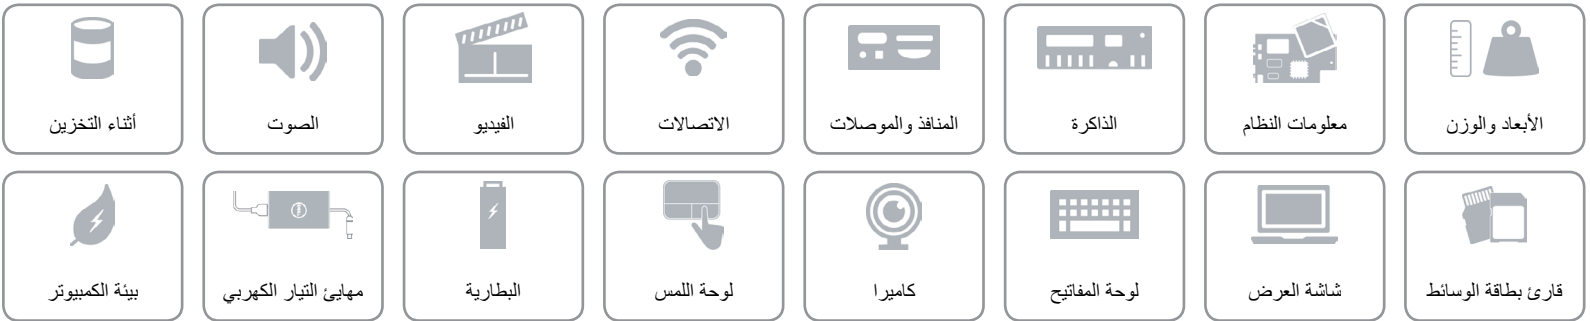 الأبعاد والوزن
معلومات النظام
الذاكرة
المنافذ والموصلات
الاتصالات
الفيديو
الصوت
أثناء التخزين
قارئ بطاقة الوسائط
شاشة العرض
لوحة المفاتيح
كاميرا
لوحة اللمس
البطارية
مهايئ التيار الكهربي
بيئة الكمبيوتر